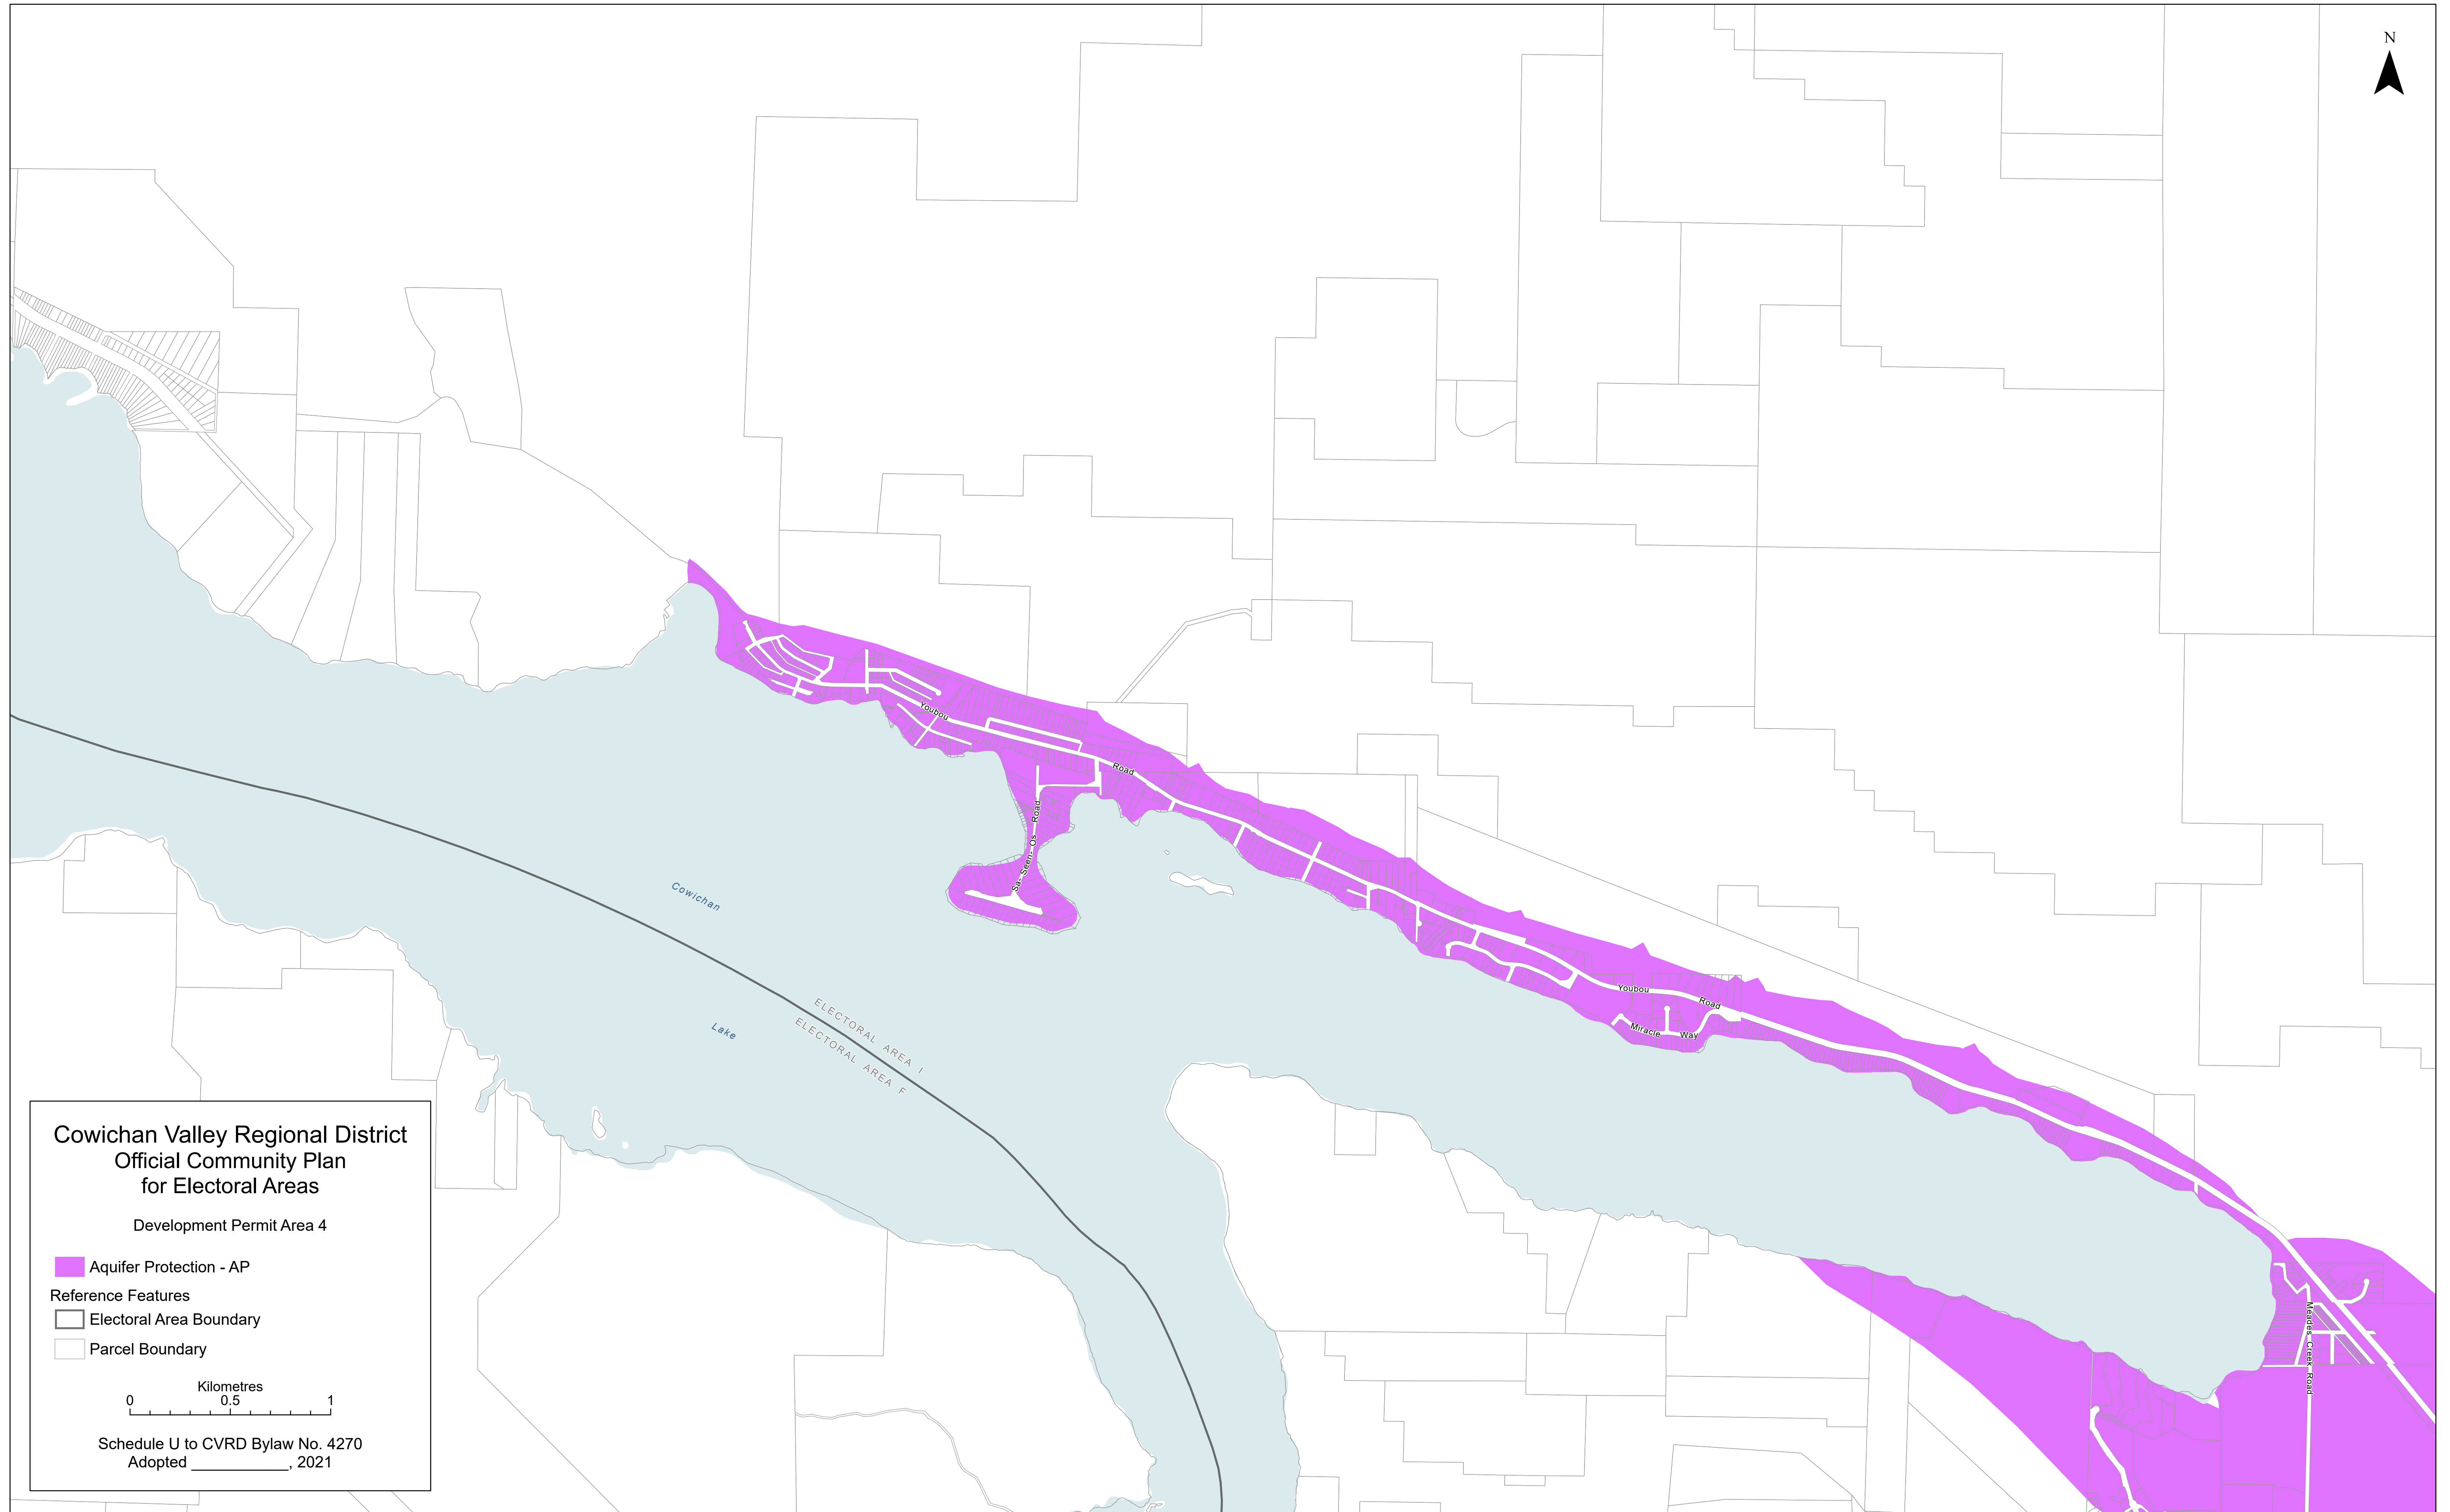 N
Youbou
Road
Sa-Seen-Os Road
Cowichan
Lake
ELECTORAL AREA I
ELECTORAL AREA F
Youbou
Road
Miracle Way
Meades Creek Road
Cowichan Valley Regional District
Official Community Plan
for Electoral Areas
Development Permit Area 4
Aquifer Protection - AP
Reference Features
Electoral Area Boundary
Parcel Boundary
Kilometres
0 0.5 1
Schedule U to CVRD Bylaw No. 4270
Adopted ____________, 2021